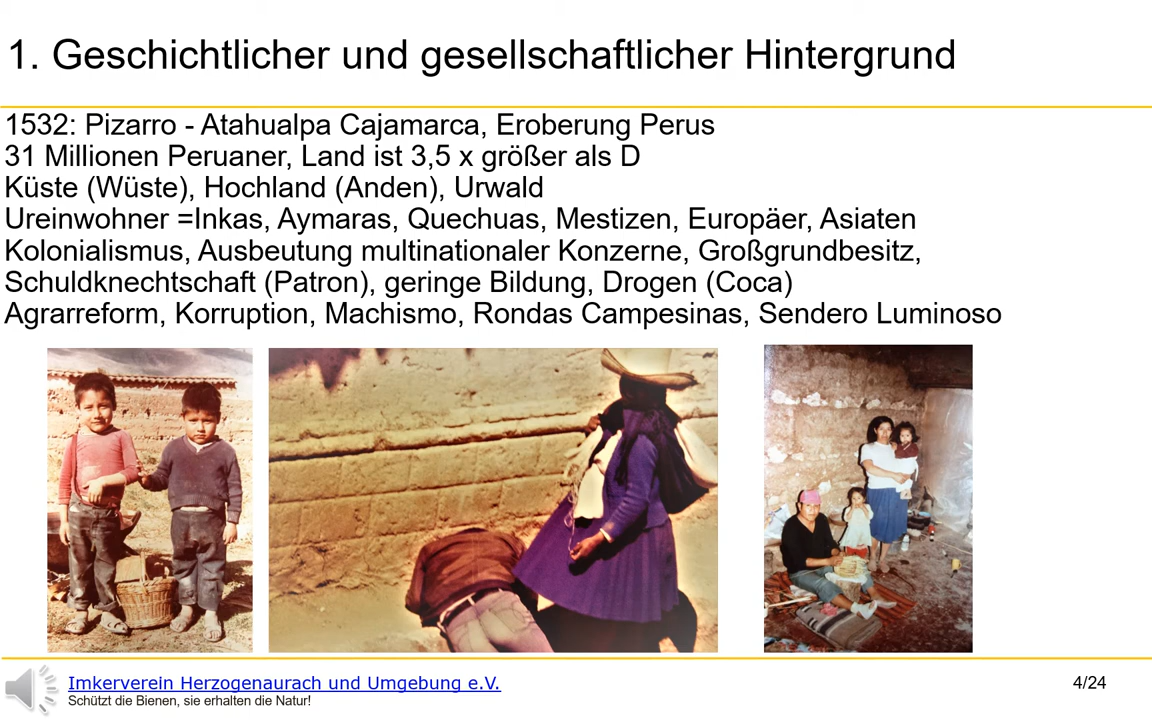 1. Geschichtlicher und gesellschaftlicher Hintergrund
1532: Pizarro - Atahualpa Cajamarca, Eroberung Perus
31 Millionen Peruaner, Land ist 3,5 x größer als D
Küste (Wüste), Hochland (Anden), Urwald
Ureinwohner =Inkas, Aymaras, Quechuas, Mestizen, Europäer, Asiaten
Kolonialismus, Ausbeutung multinationaler Konzerne, Großgrundbesitz,
Schuldknechtschaft (Patron), geringe Bildung, Drogen (Coca)
Agrarreform, Korruption, Machismo, Rondas Campesinas, Sendero Luminoso
Imkerverein Herzogenaurach und Umgebung e.V.
Schützt die Bienen, sie erhalten die Natur!
4/24